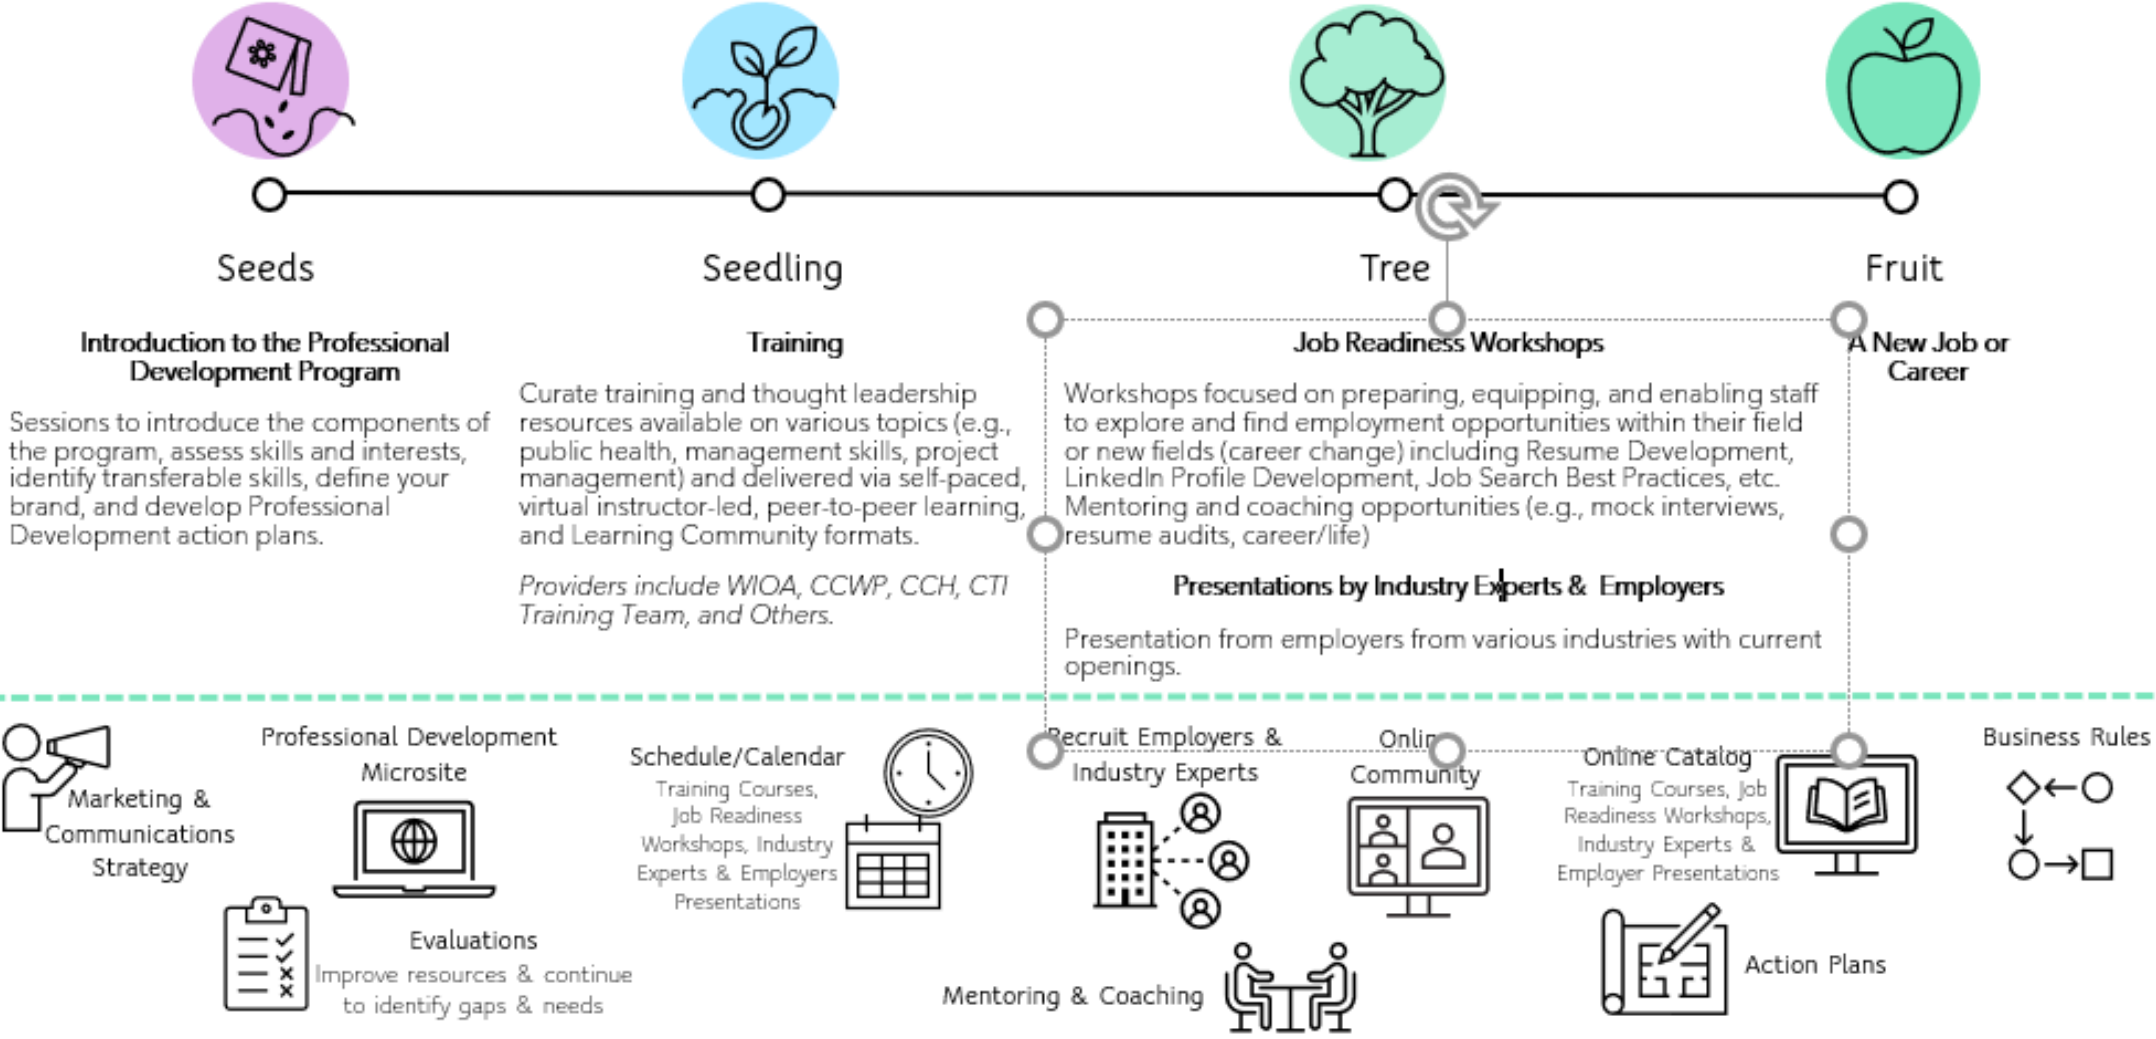 Seeds
Seedling
Tree
Fruit
Introduction to the Professional
Development Program
Sessions to introduce the components of
the program, assess skills and interests,
identify transferable skills, define your
brand, and develop Professional
Development action plans.
Training
Curate training and thought leadership
resources available on various topics (e.g.,
public health, management skills, project
management) and delivered via self-paced,
virtual instructor-led, peer-to-peer learning,
and Learning Community formats.
Providers include WIOA, CCWP, CCH, CTI
Training Team, and Others.
Job Readiness Workshops
Workshops focused on preparing, equipping, and enabling staff
to explore and find employment opportunities within their field
or new fields (career change) including Resume Development,
LinkedIn Profile Development, Job Search Best Practices, etc.
Mentoring and coaching opportunities (e.g., mock interviews,
resume audits, career/life)
Presentations by Industry Experts & Employers
Presentation from employers from various industries with current
openings.
A New Job or
Career
Marketing &
Communications
Strategy
Professional Development
Microsite
Evaluations
Improve resources & continue
to identify gaps & needs
Schedule/Calendar
Training Courses,
Job Readiness
Workshops, Industry
Experts & Employers
Presentations
Recruit Employers &
Industry Experts
Mentoring & Coaching
Online
Community
Online Catalog
Training Courses, Job
Readiness Workshops,
Industry Experts &
Employer Presentations
Action Plans
Business Rules